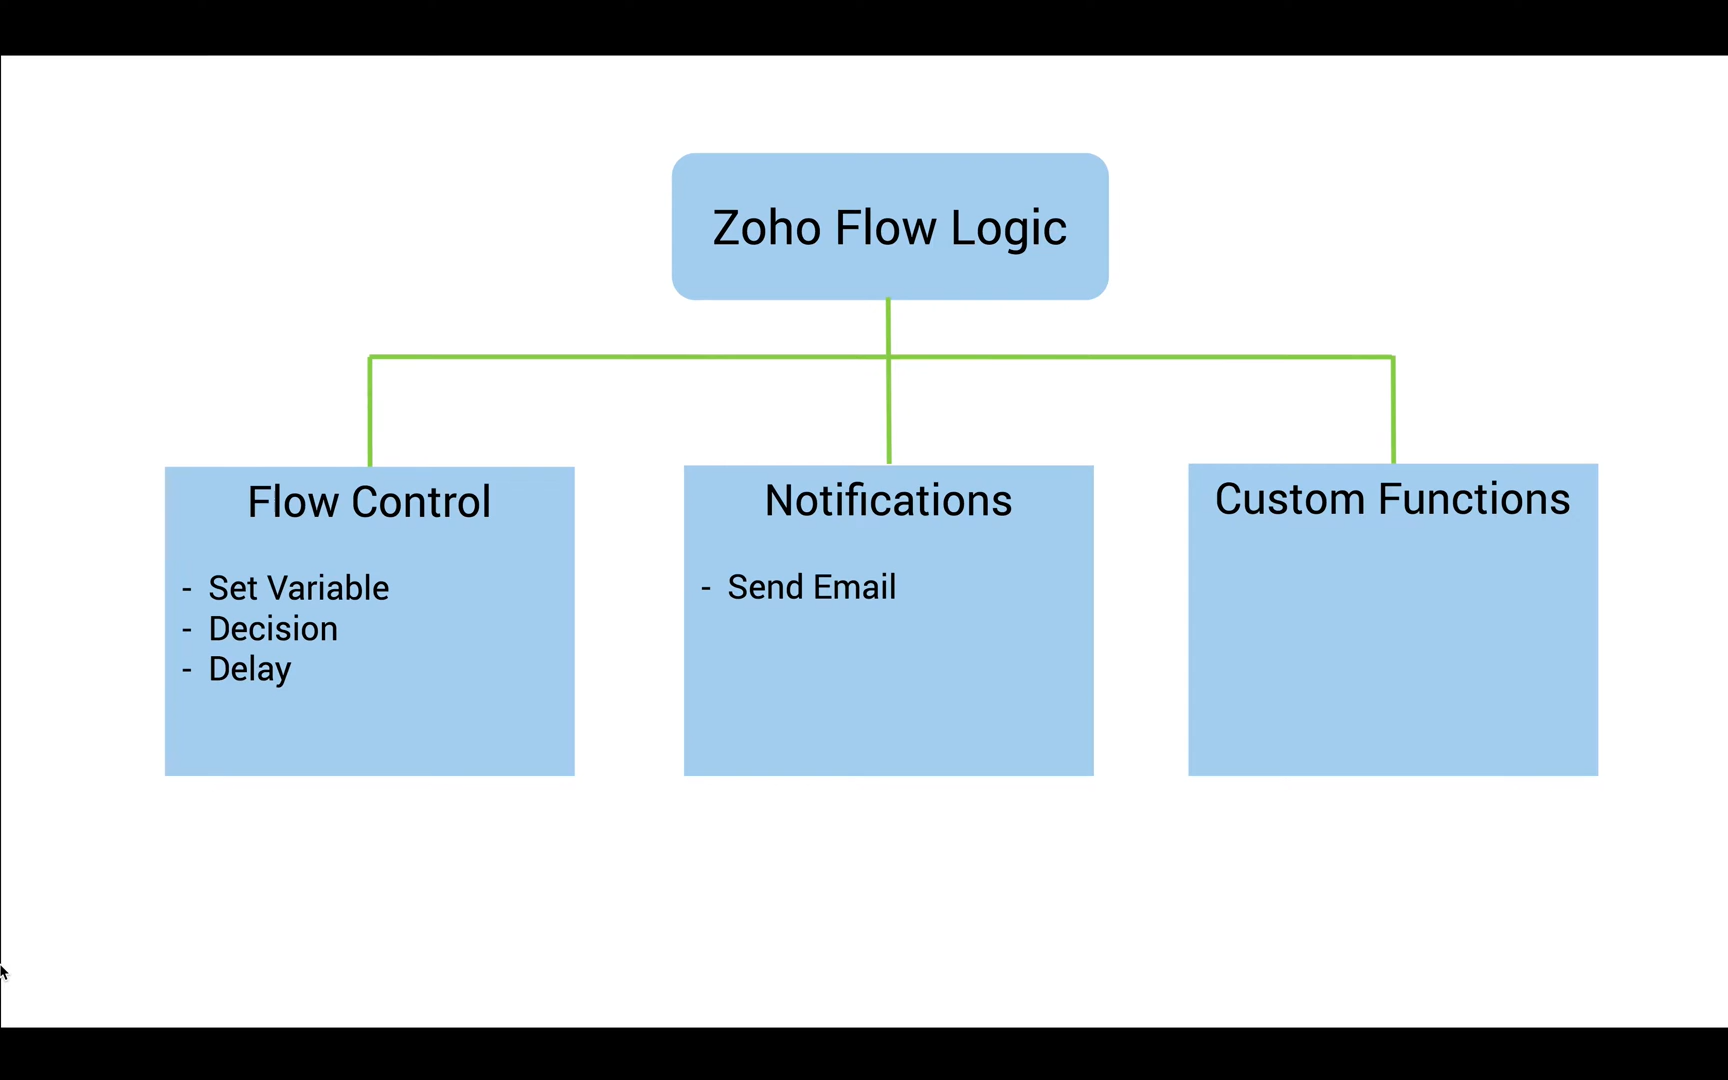 Zoho Flow Logic
Flow Control
- Set Variable
- Decision
- Delay
Notifications
- Send Email
Custom Functions